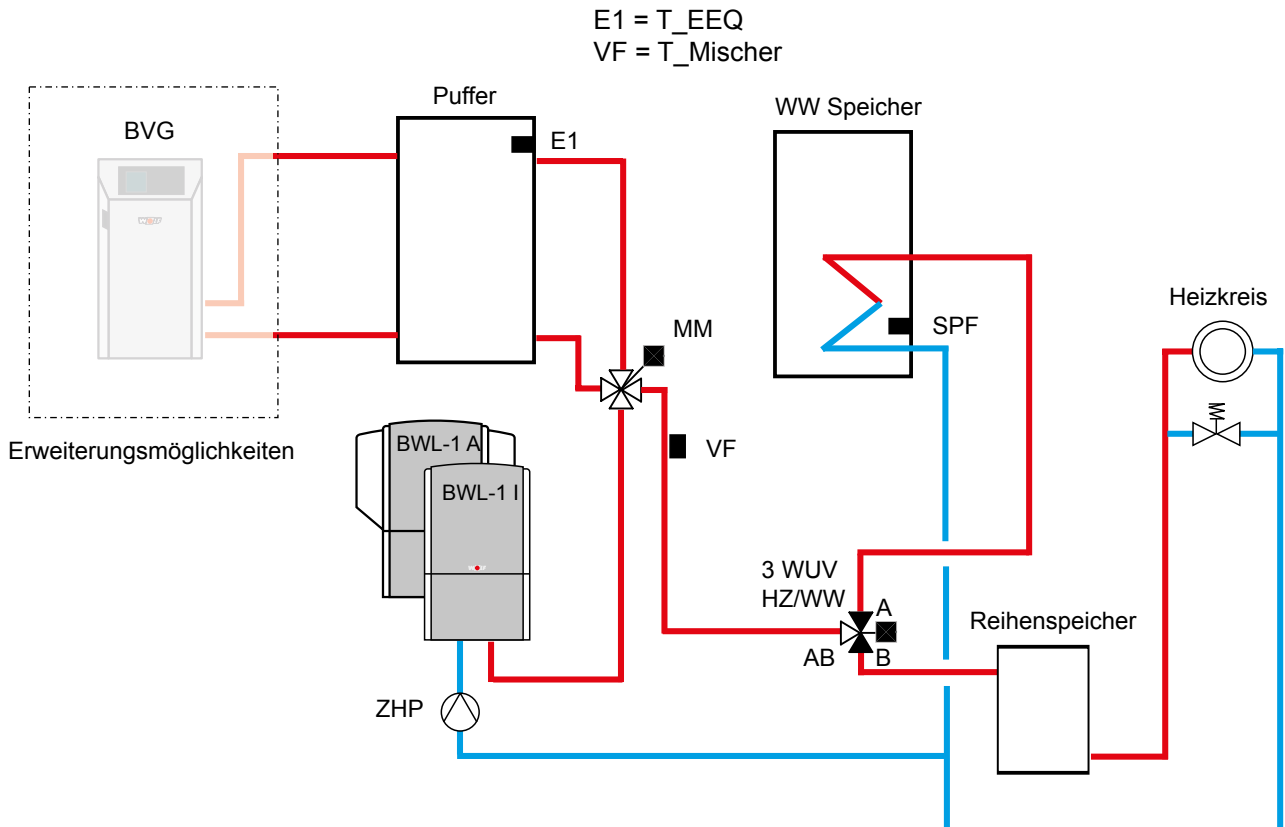 E1 = T_EEQ
VF = T_Mischer
Puffer
WW Speicher
BVG
E1
Heizkreis
MM
SPF
Erweiterungsmöglichkeiten
BWL-1 A
VF
BWL-1 I
3 WUV
HZ/WW
A
Reihenspeicher
AB
B
ZHP